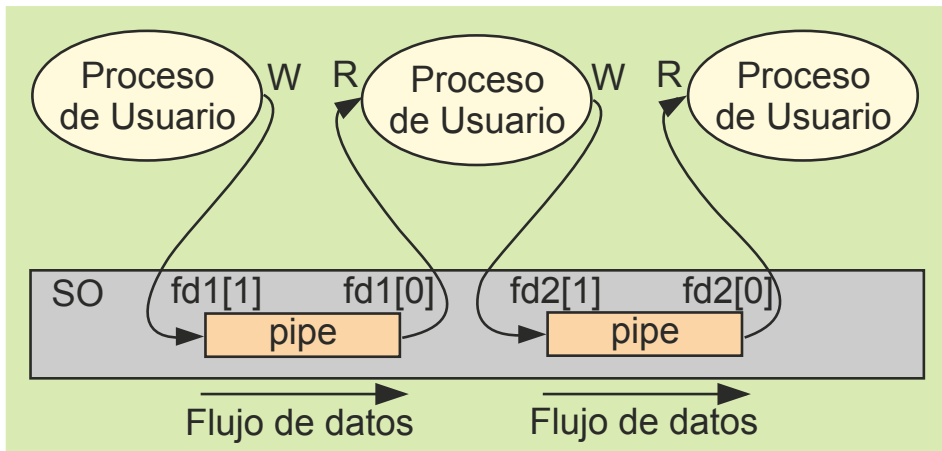 Proceso
de Usuario
W
R
Proceso
de Usuario
W
R
Proceso
de Usuario
SO
fd1[1]
fd1[0]
fd2[1]
fd2[0]
pipe
pipe
Flujo de datos
Flujo de datos